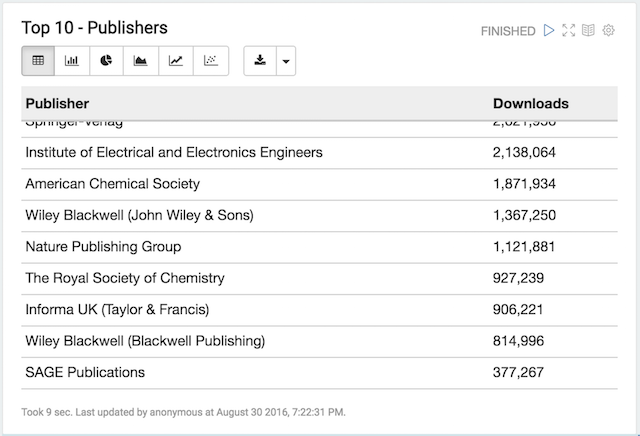 Top 10 - Publishers
FINISHED
Publisher Downloads
Springer-Verlag
Institute of Electrical and Electronics Engineers 2,138,064
American Chemical Society 1,871,934
Wiley Blackwell (John Wiley & Sons) 1,367,250
Nature Publishing Group 1,121,881
The Royal Society of Chemistry 927,239
Informa UK (Taylor & Francis) 906,221
Wiley Blackwell (Blackwell Publishing) 814,996
SAGE Publications 377,267
Took 9 sec. Last updated by anonymous at August 30 2016, 7:22:31 PM.